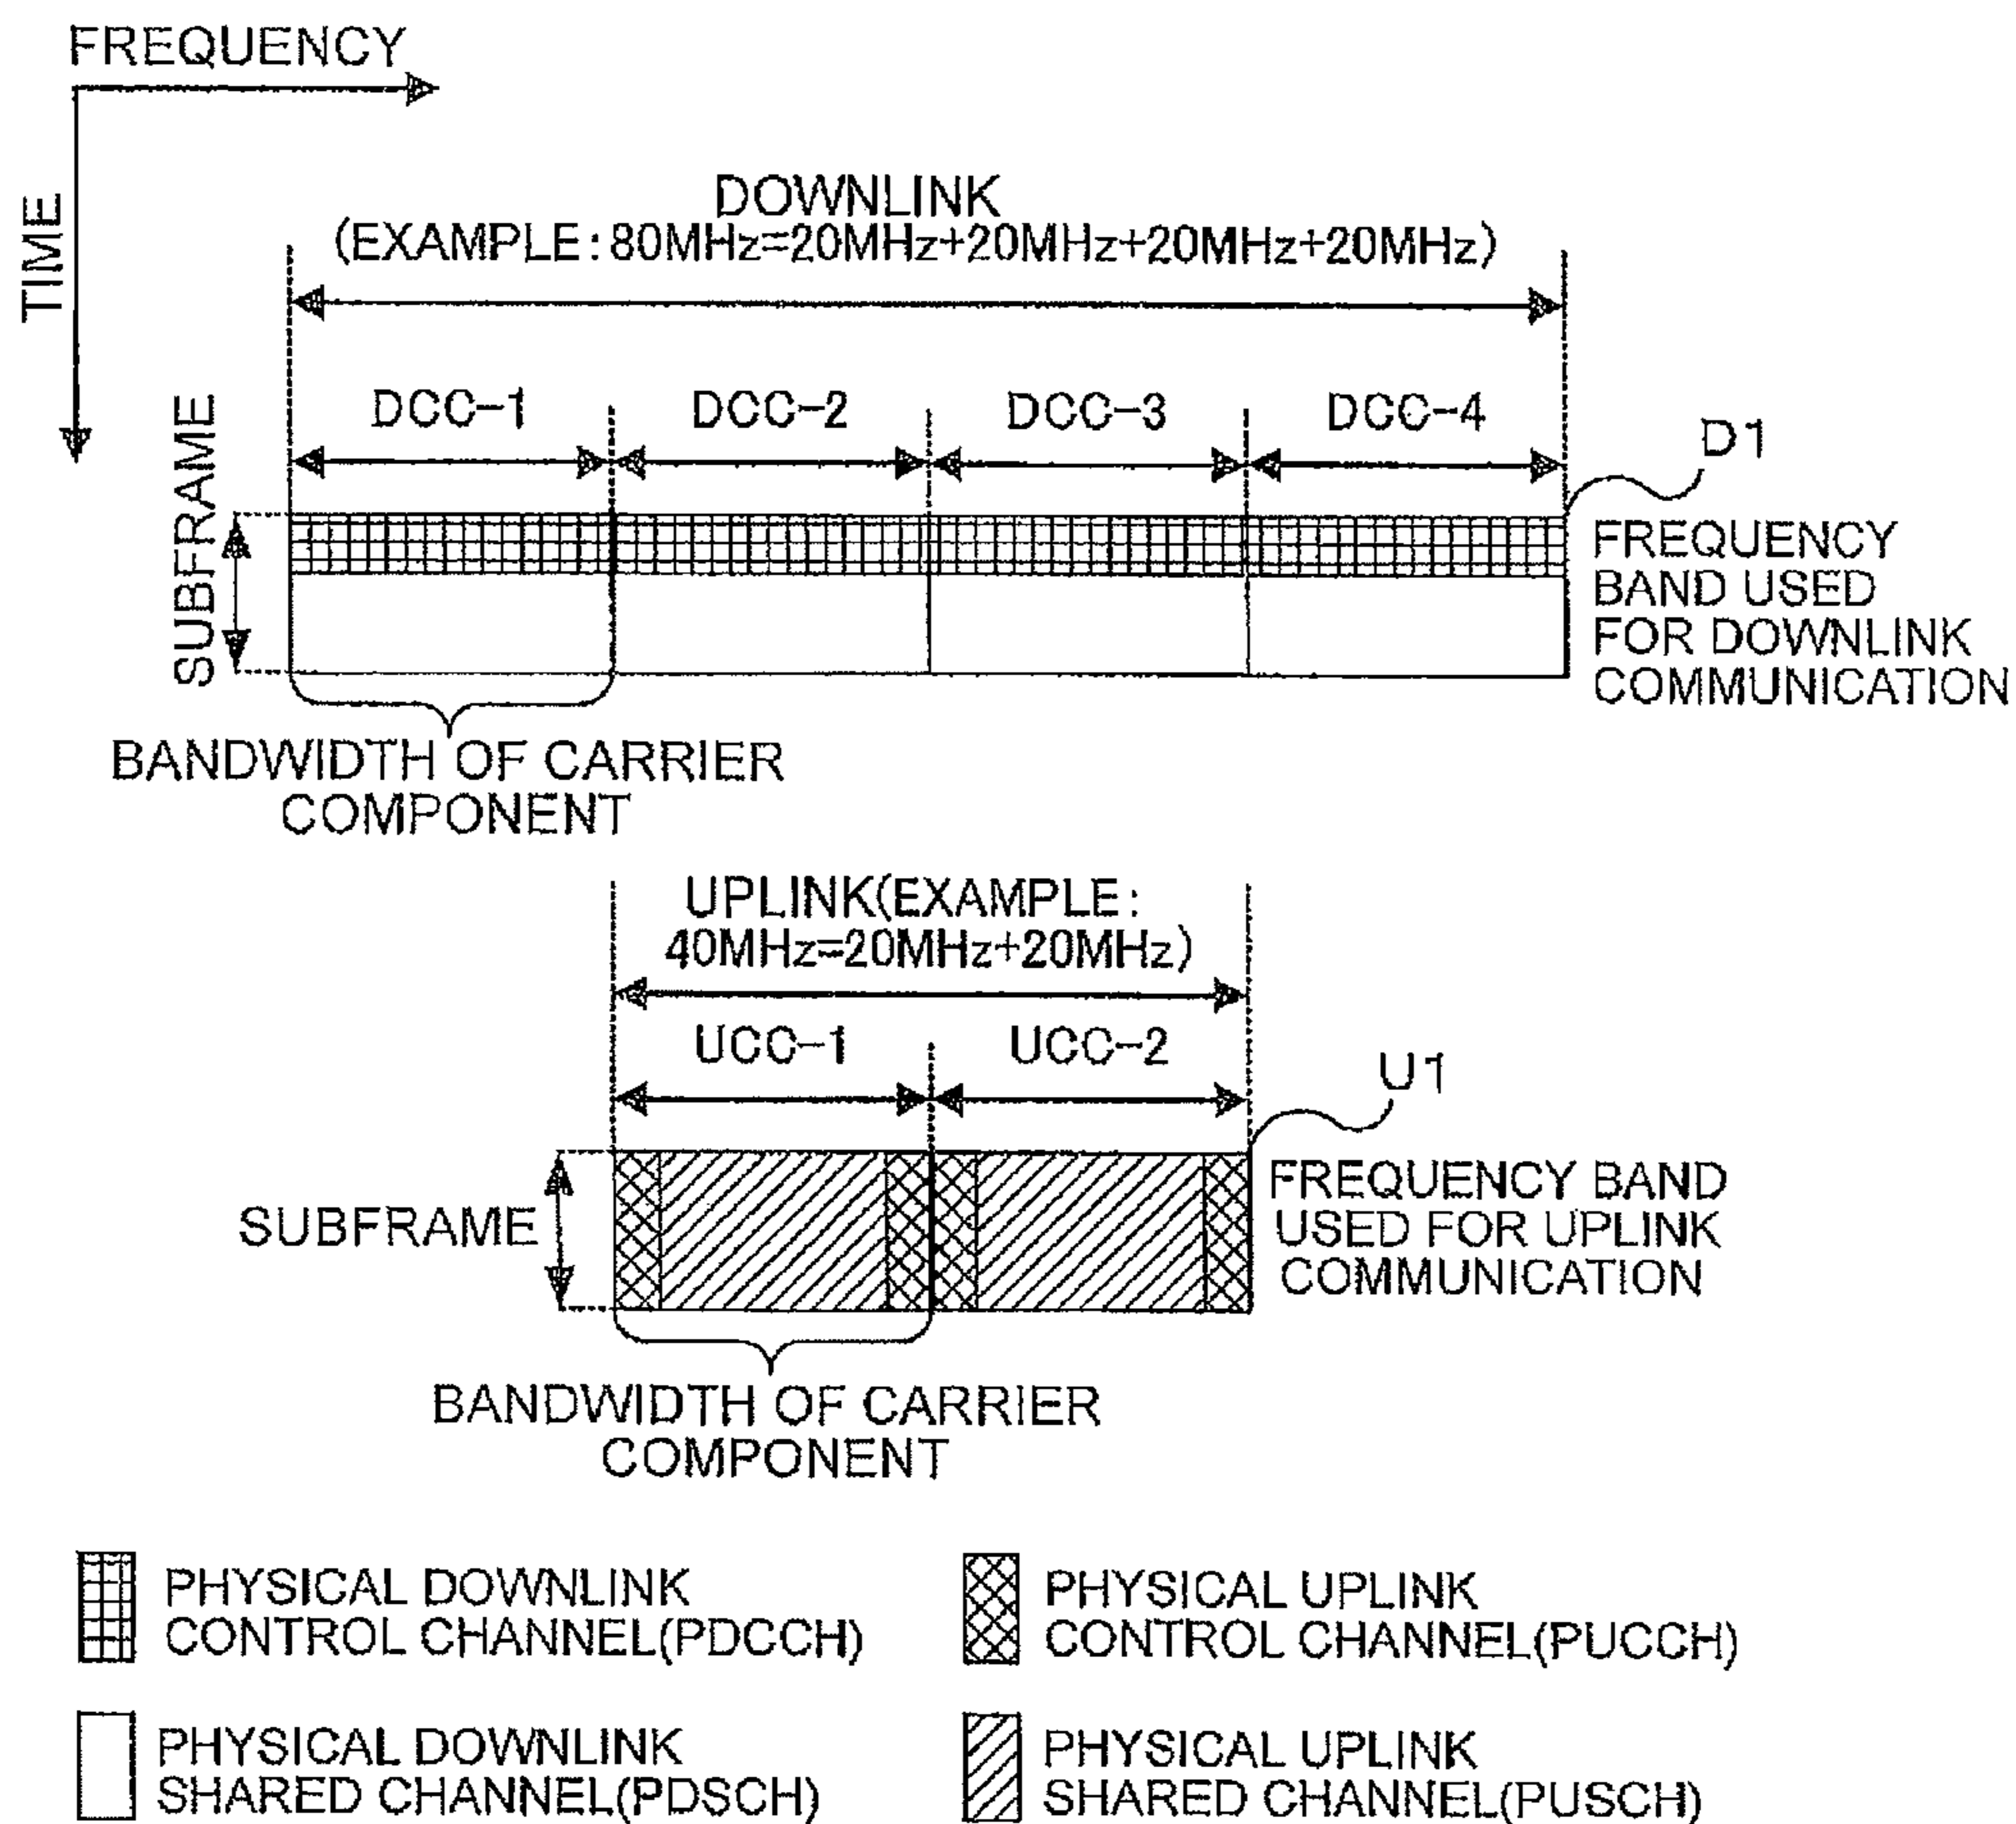 FREQUENCY
TIME
DOWNLINK
(EXAMPLE:80MHz=20MHz+20MHz+20MHz+20MHz)
DCC-1
DCC-2
DCC-3
DCC-4
D1
SUBFRAME
FREQUENCY
BAND USED
FOR DOWNLINK
COMMUNICATION
BANDWIDTH OF CARRIER
COMPONENT
UPLINK(EXAMPLE:
40MHz=20MHz+20MHz)
UCC-1
UCC-2
U1
SUBFRAME
FREQUENCY BAND
USED FOR UPLINK
COMMUNICATION
BANDWIDTH OF CARRIER
COMPONENT
PHYSICAL DOWNLINK
CONTROL CHANNEL(PDCCH)
PHYSICAL UPLINK
CONTROL CHANNEL(PUCCH)
PHYSICAL DOWNLINK
SHARED CHANNEL(PDSCH)
PHYSICAL UPLINK
SHARED CHANNEL(PUSCH)